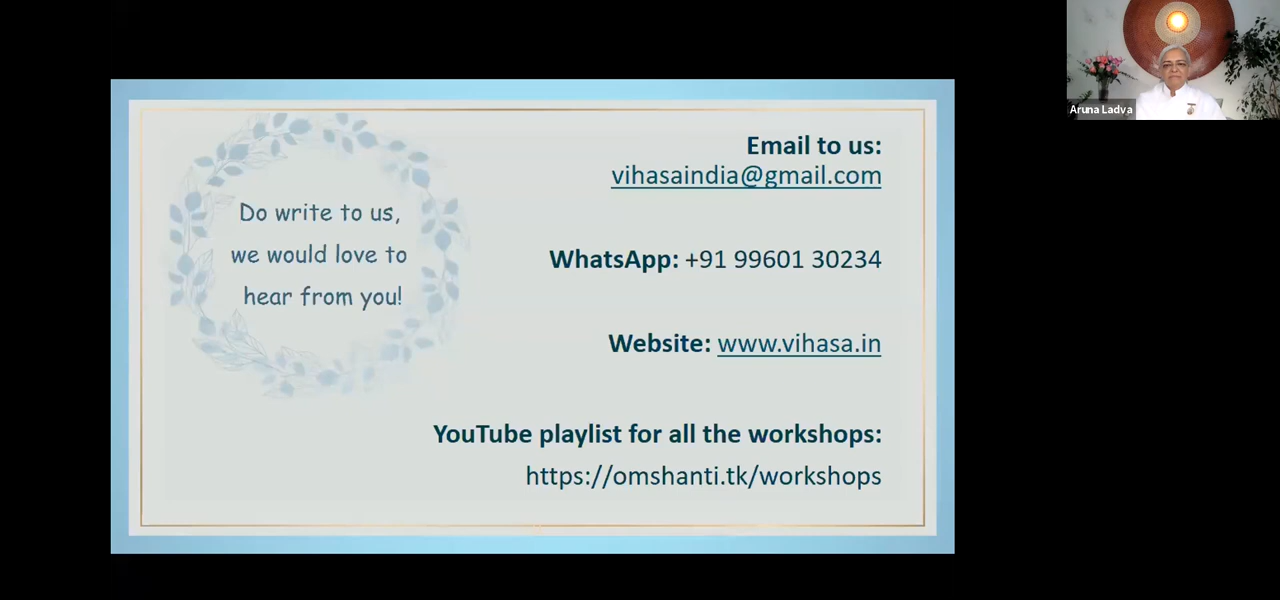 Do write to us,
we would love to
hear from you!
Email to us:
vihasaindia@gmail.com
WhatsApp: +91 99601 30234
Website: www.vihasa.in
YouTube playlist for all the workshops:
https://omshanti.tk/workshops
Aruna Ladva